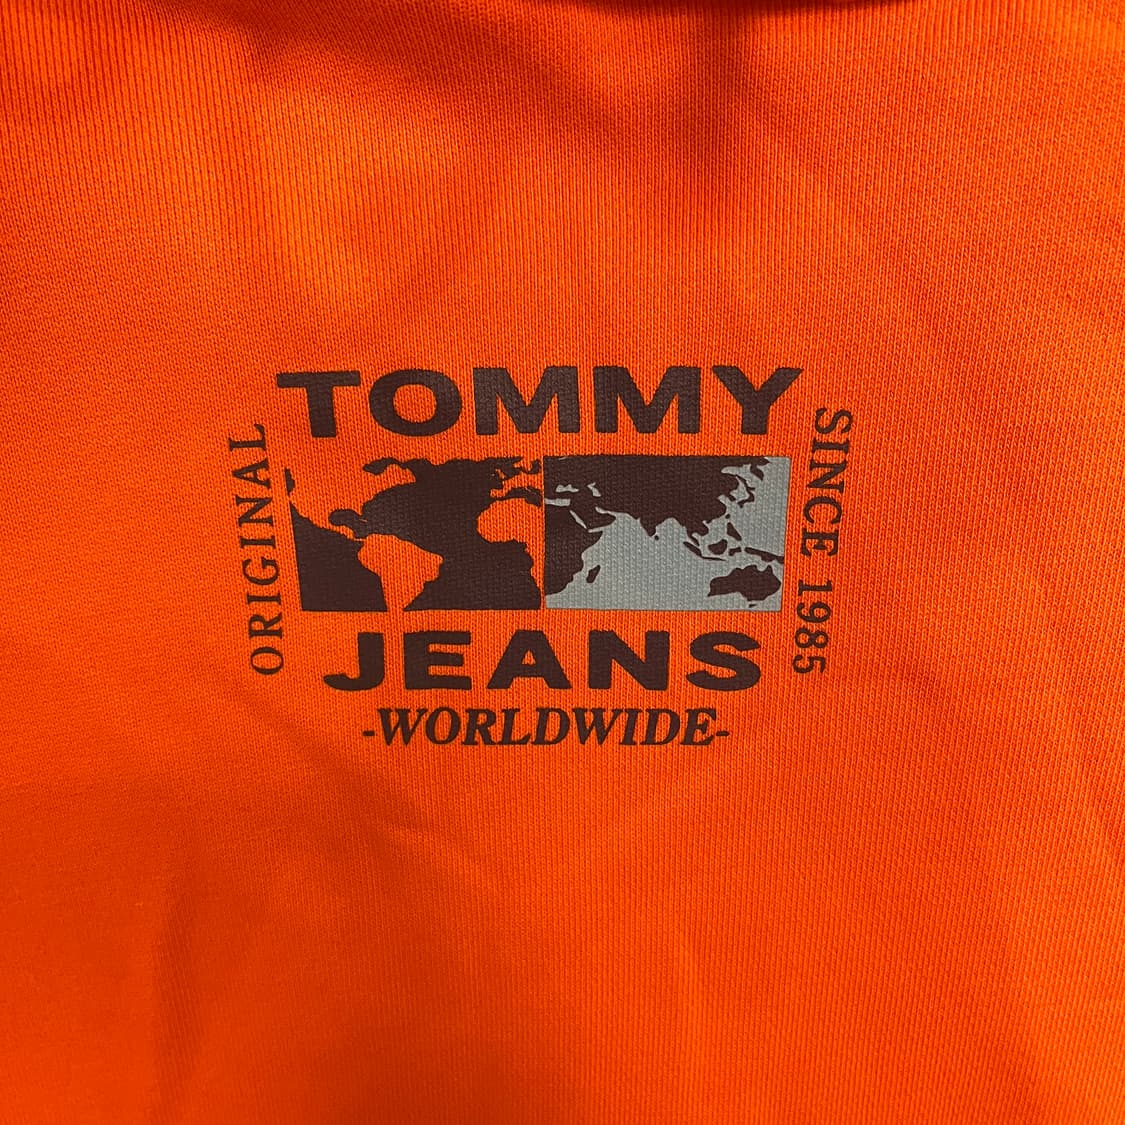 TOMMY
ORIGINAL
SINCE 1985
JEANS
-WORLDWIDE-